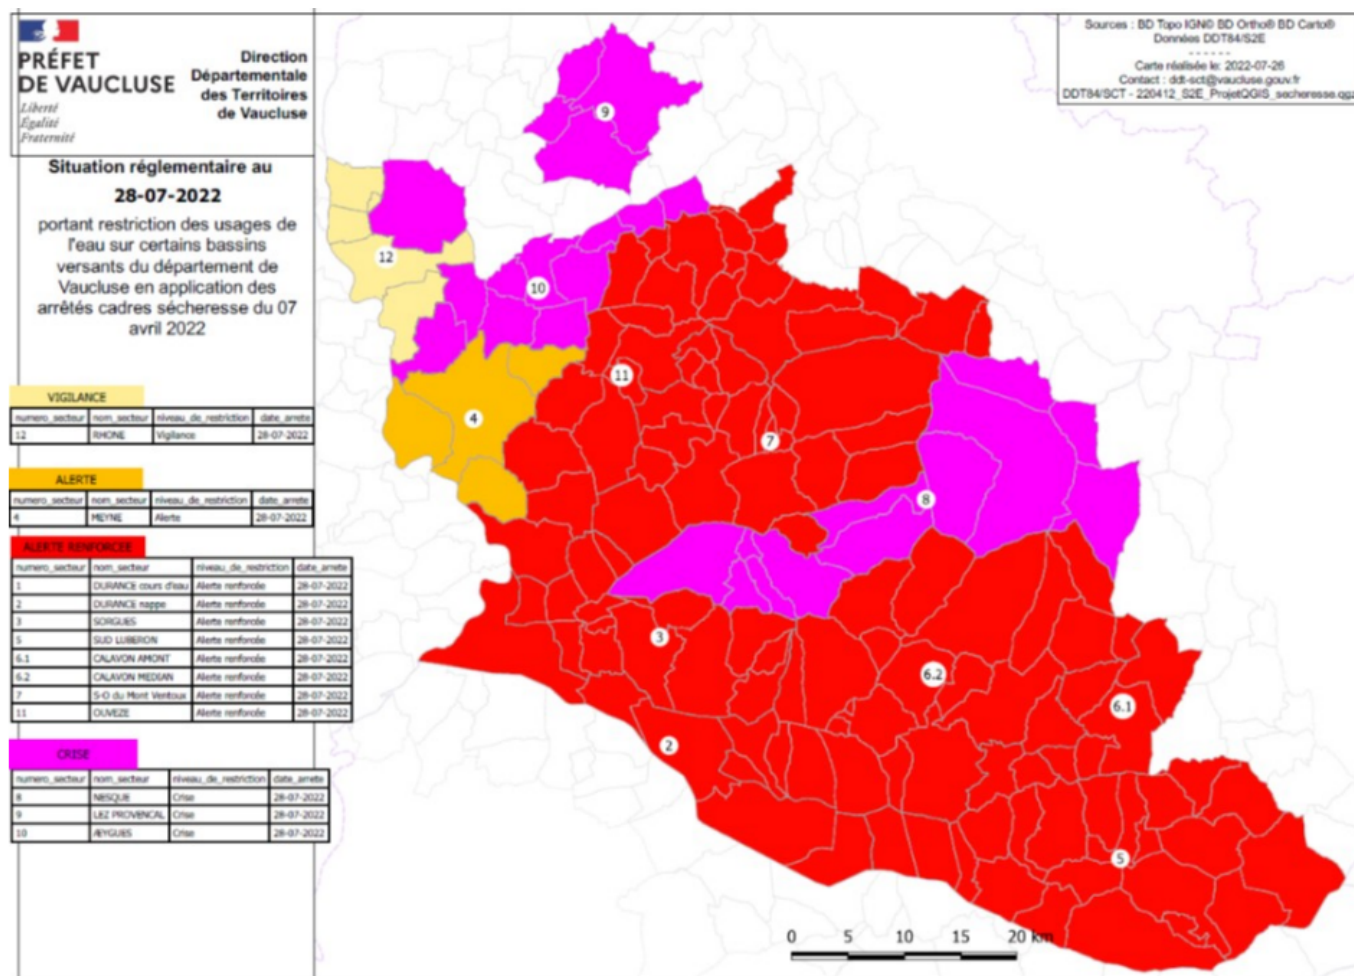 PRÉFET
DE VAUCLUSE
Liberté
Égalité
Fraternité
Direction
Départementale
des Territoires
de Vaucluse
Situation réglementaire au
28-07-2022
portant restriction des usages de
l'eau sur certains bassins
versants du département de
Vaucluse en application des
arrêtés cadres sécheresse du 07
avril 2022
VIGILANCE
numero_secteur nom_secteur niveau_de_restriction date_arrete
12 RHONE Vigilance 28-07-2022
ALERTE
numero_secteur nom_secteur niveau_de_restriction date_arrete
4 MEYNE Alerte 28-07-2022
ALERTE RENFORCEE
numero_secteur nom_secteur niveau_de_restriction date_arrete
1 DURANCE cours d'eau Alerte renforcée 28-07-2022
2 DURANCE nappe Alerte renforcée 28-07-2022
3 SORGUES Alerte renforcée 28-07-2022
5 SUD LUBERON Alerte renforcée 28-07-2022
6.1 CALAVON AMONT Alerte renforcée 28-07-2022
6.2 CALAVON MEDIAN Alerte renforcée 28-07-2022
7 S-O du Mont Ventoux Alerte renforcée 28-07-2022
11 OUVEZE Alerte renforcée 28-07-2022
CRISE
numero_secteur nom_secteur niveau_de_restriction date_arrete
8 NESQUE Crise 28-07-2022
9 LEZ PROVENCAL Crise 28-07-2022
10 ÆYGUES Crise 28-07-2022
Sources : BD Topo IGN© BD Ortho® BD Carto®
Données DDT84/S2E
- - - - - -
Carte réalisée le: 2022-07-26
Contact : ddt-sct@vaucluse.gouv.fr
DDT84/SCT - 220412_S2E_ProjetQGIS_secheresse.qgz
9
12
10
11
4
7
8
3
6.2
6.1
2
5
0 5 10 15 20 km